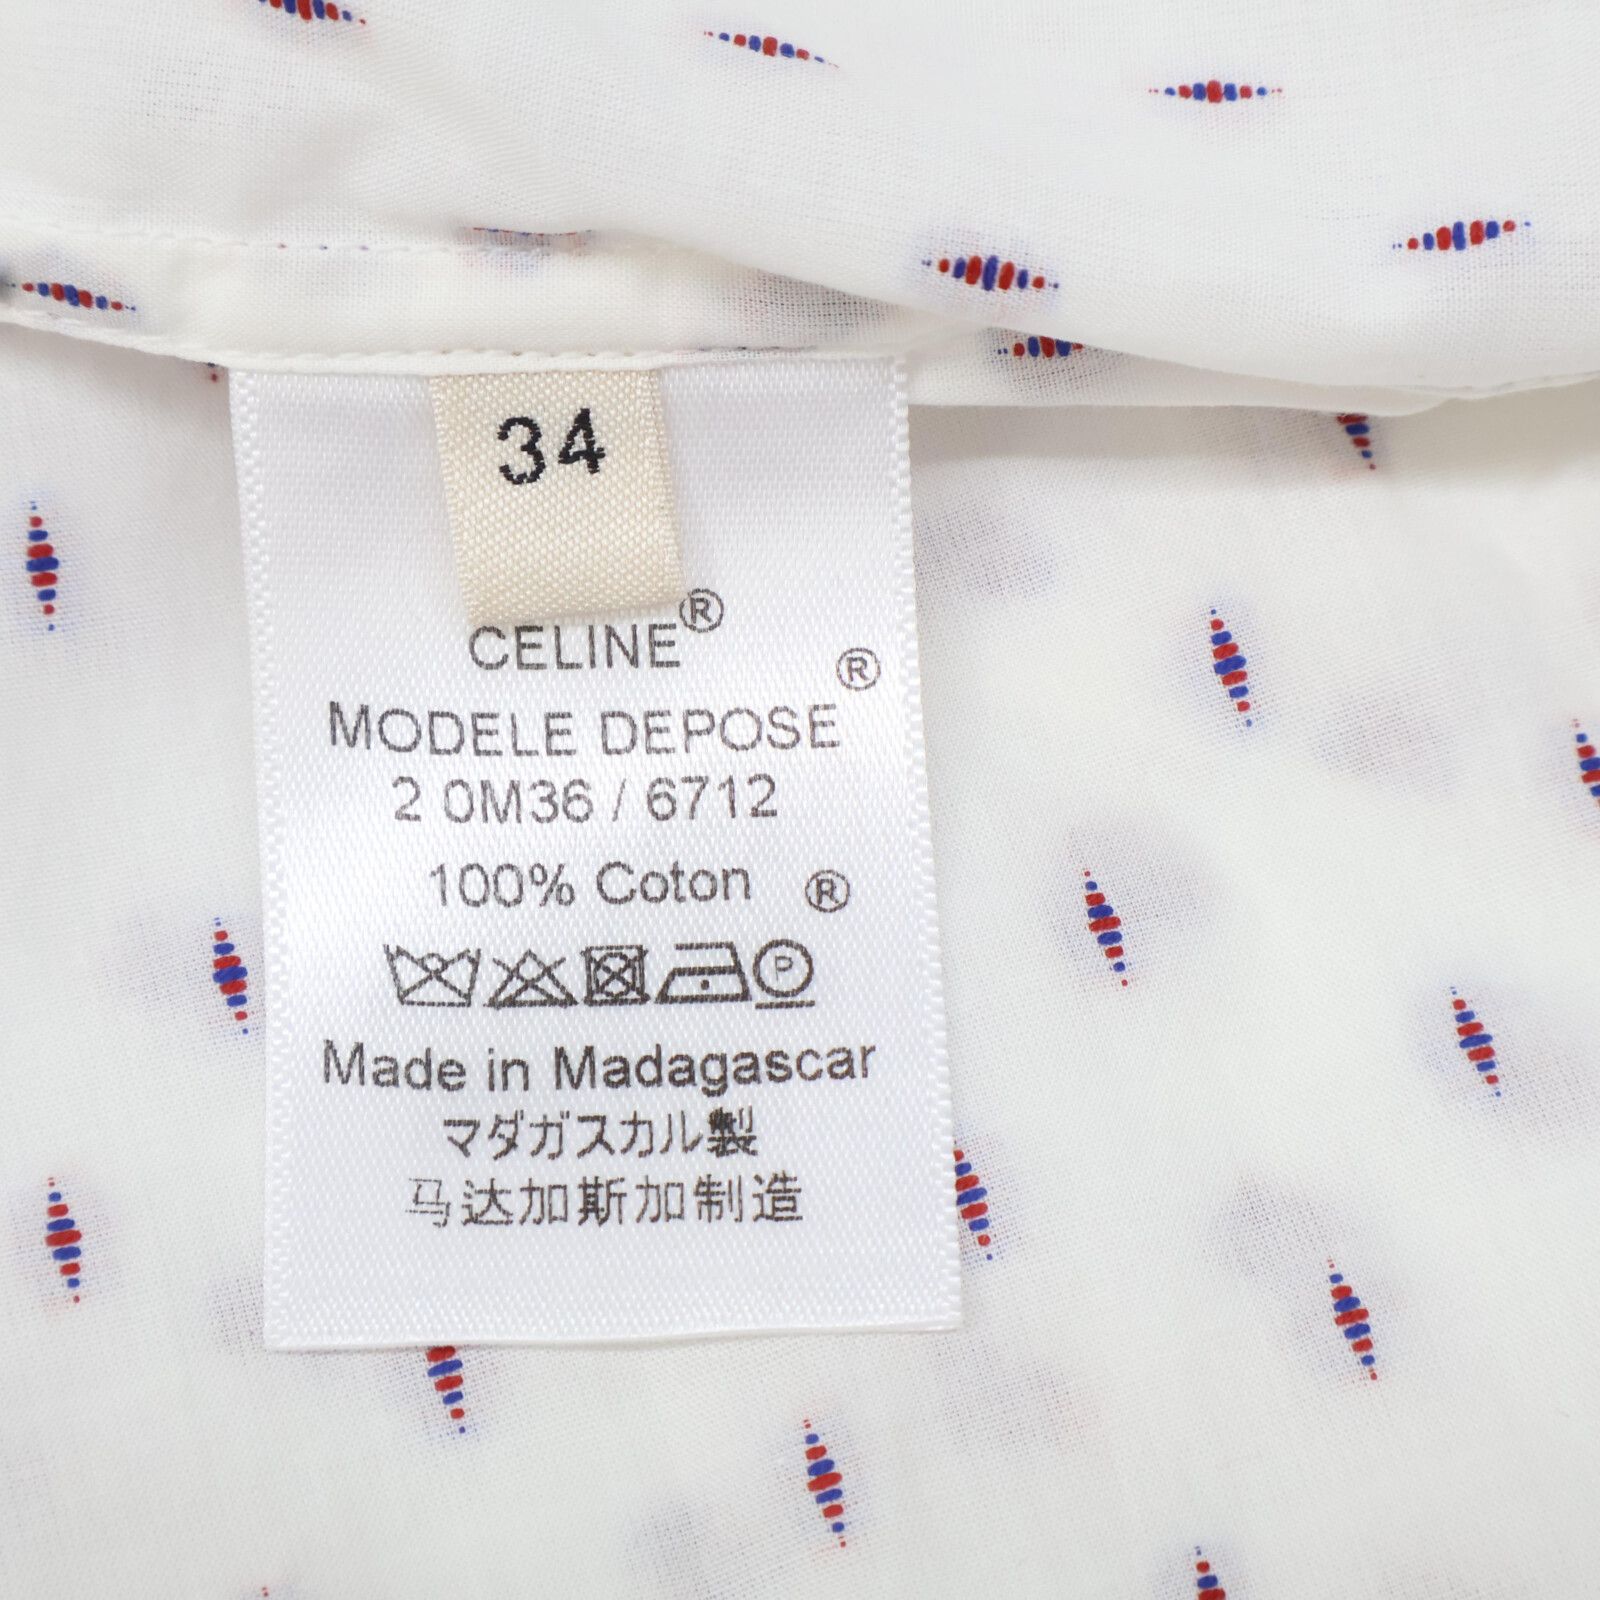 34
CELINE®
MODELE DEPOSE®
2 0M36 / 6712
100% Coton ®
P
Made in Madagascar
マダガスカル製
马达加斯加制造